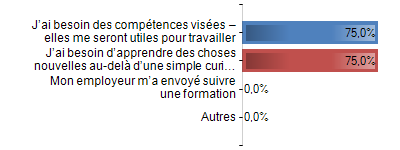 J'ai besoin des compétences visées –
elles me seront utiles pour travailler
75,0%
J'ai besoin d'apprendre des choses
nouvelles au-delà d'une simple curi…
75,0%
Mon employeur m'a envoyé suivre
une formation
0,0%
Autres
0,0%